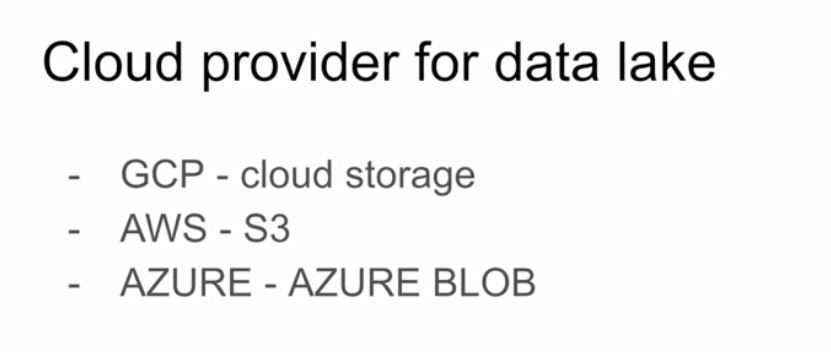 Cloud provider for data lake
- GCP - cloud storage
- AWS - S3
- AZURE - AZURE BLOB